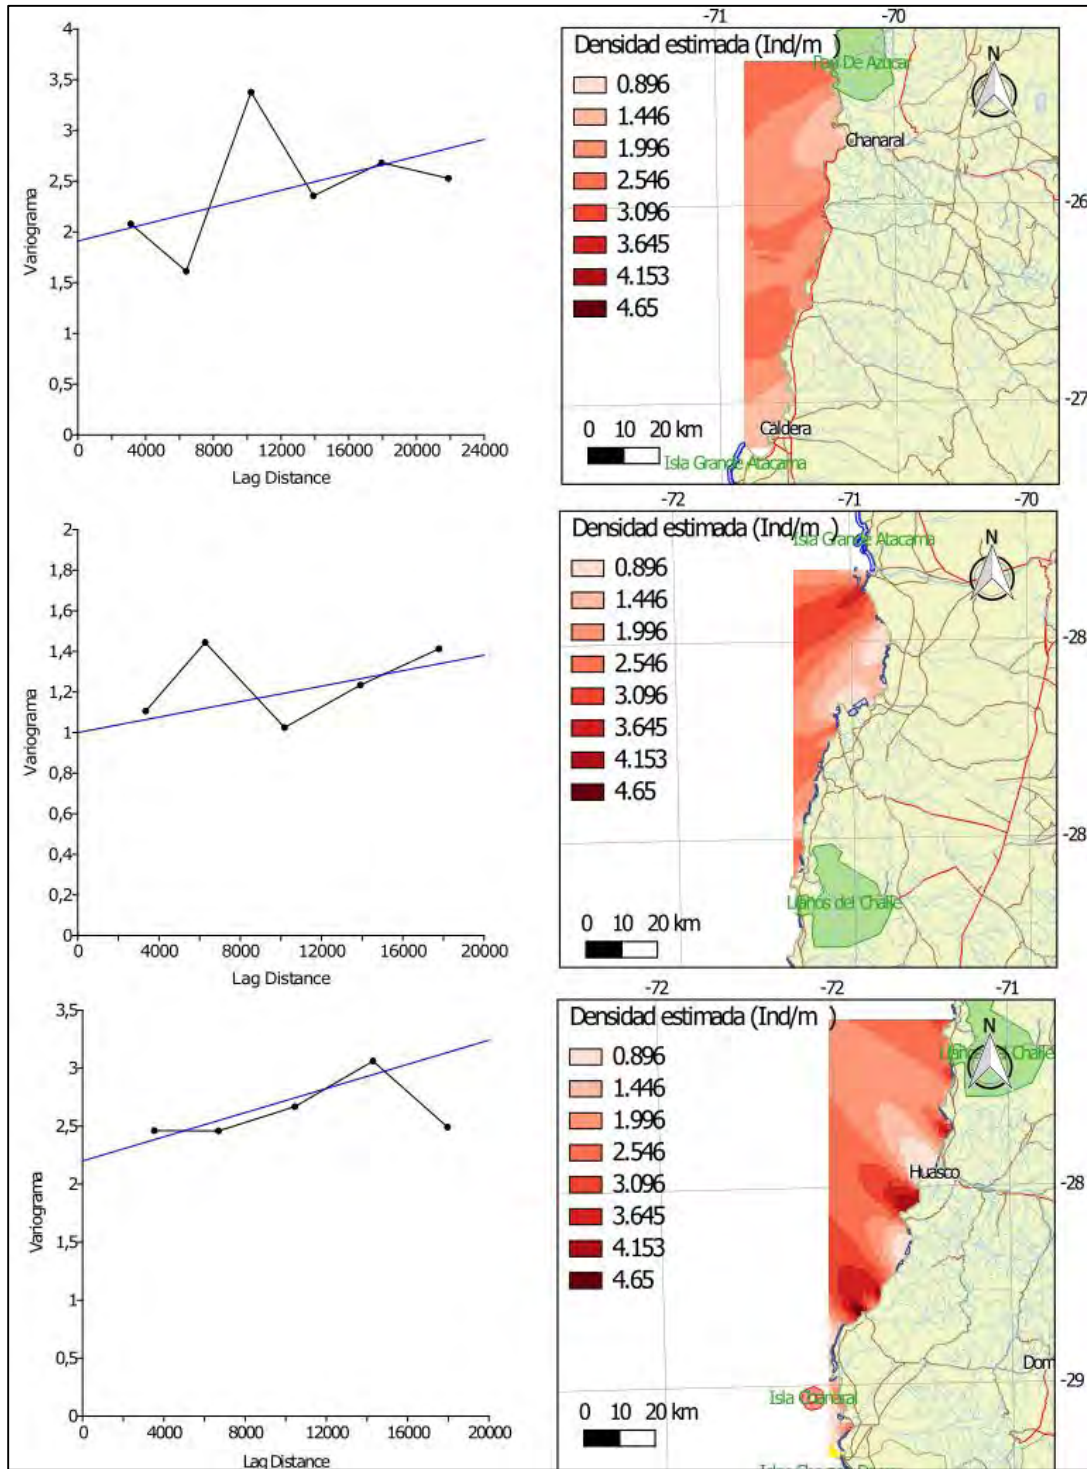 4
3,5
3
2,5
2
1,5
1
0,5
0
Variograma
0 4000 8000 12000 16000 20000 24000
Lag Distance
-71 -70
Densidad estimada (Ind/m )
0.896
1.446
1.996
2.546
3.096
3.645
4.153
4.65
Pan De Azucar
N
Chanaral
-26
-27
Caldera
0 10 20 km
Isla Grande Atacama
2
1,8
1,6
1,4
1,2
1
0,8
0,6
0,4
0,2
0
Variograma
0 4000 8000 12000 16000 20000
Lag Distance
-72 -71 -70
Densidad estimada (Ind/m )
Isla Grande Atacama
0.896
1.446
1.996
2.546
3.096
3.645
4.153
4.65
N
-28
-28
Llanos del Challe
0 10 20 km
3,5
3
2,5
2
1,5
1
0,5
0
Variograma
0 4000 8000 12000 16000 20000
Lag Distance
-72 -72 -71
Densidad estimada (Ind/m )
0.896
1.446
1.996
2.546
3.096
3.645
4.153
4.65
N
Llanos del Challe
Huasco
-28
Dom
-29
Isla Chanaral
0 10 20 km